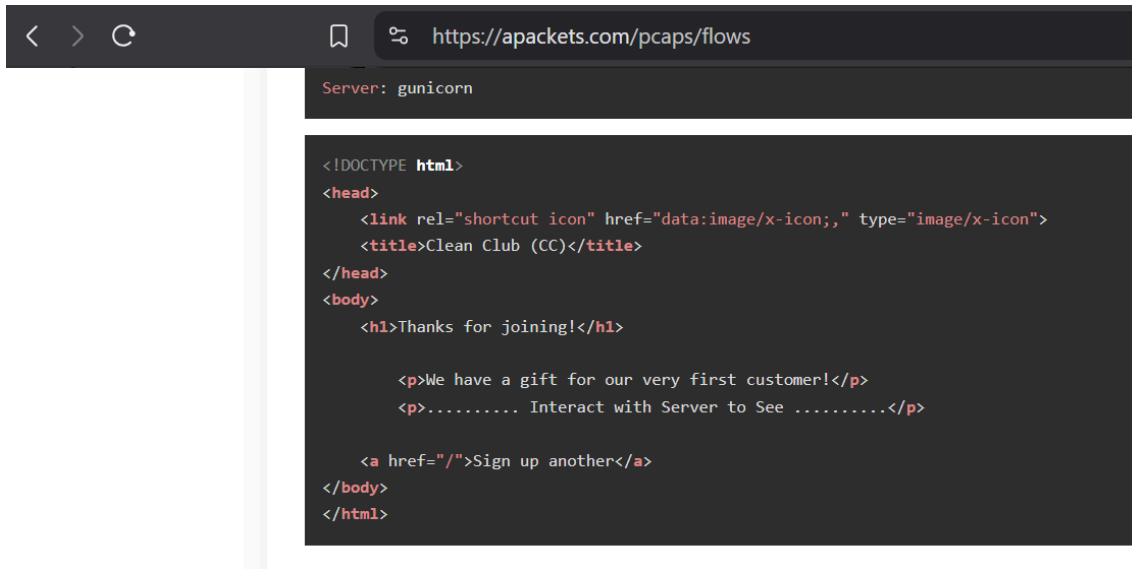 https://apackets.com/pcaps/flows
Server: gunicorn
<!DOCTYPE html>
<head>
    <link rel="shortcut icon" href="data:image/x-icon;," type="image/x-icon">
    <title>Clean Club (CC)</title>
</head>
<body>
    <h1>Thanks for joining!</h1>
        <p>We have a gift for our very first customer!</p>
        <p>.......... Interact with Server to See ..........</p>
    <a href="/">Sign up another</a>
</body>
</html>